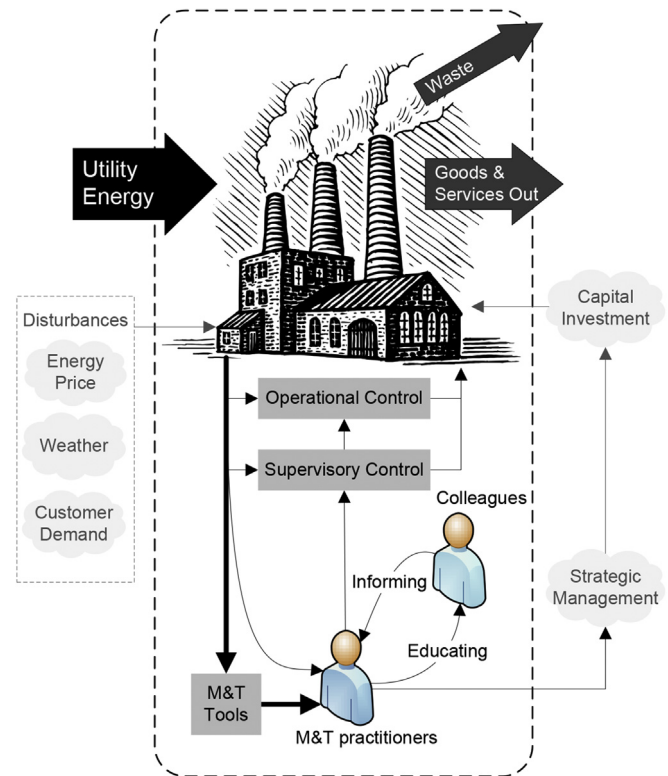 Waste
Utility
Energy
Goods &
Services Out
Disturbances
Energy
Price
Weather
Customer
Demand
Capital
Investment
Operational Control
Supervisory Control
Colleagues
Informing
Educating
Strategic
Management
M&T
Tools
M&T practitioners